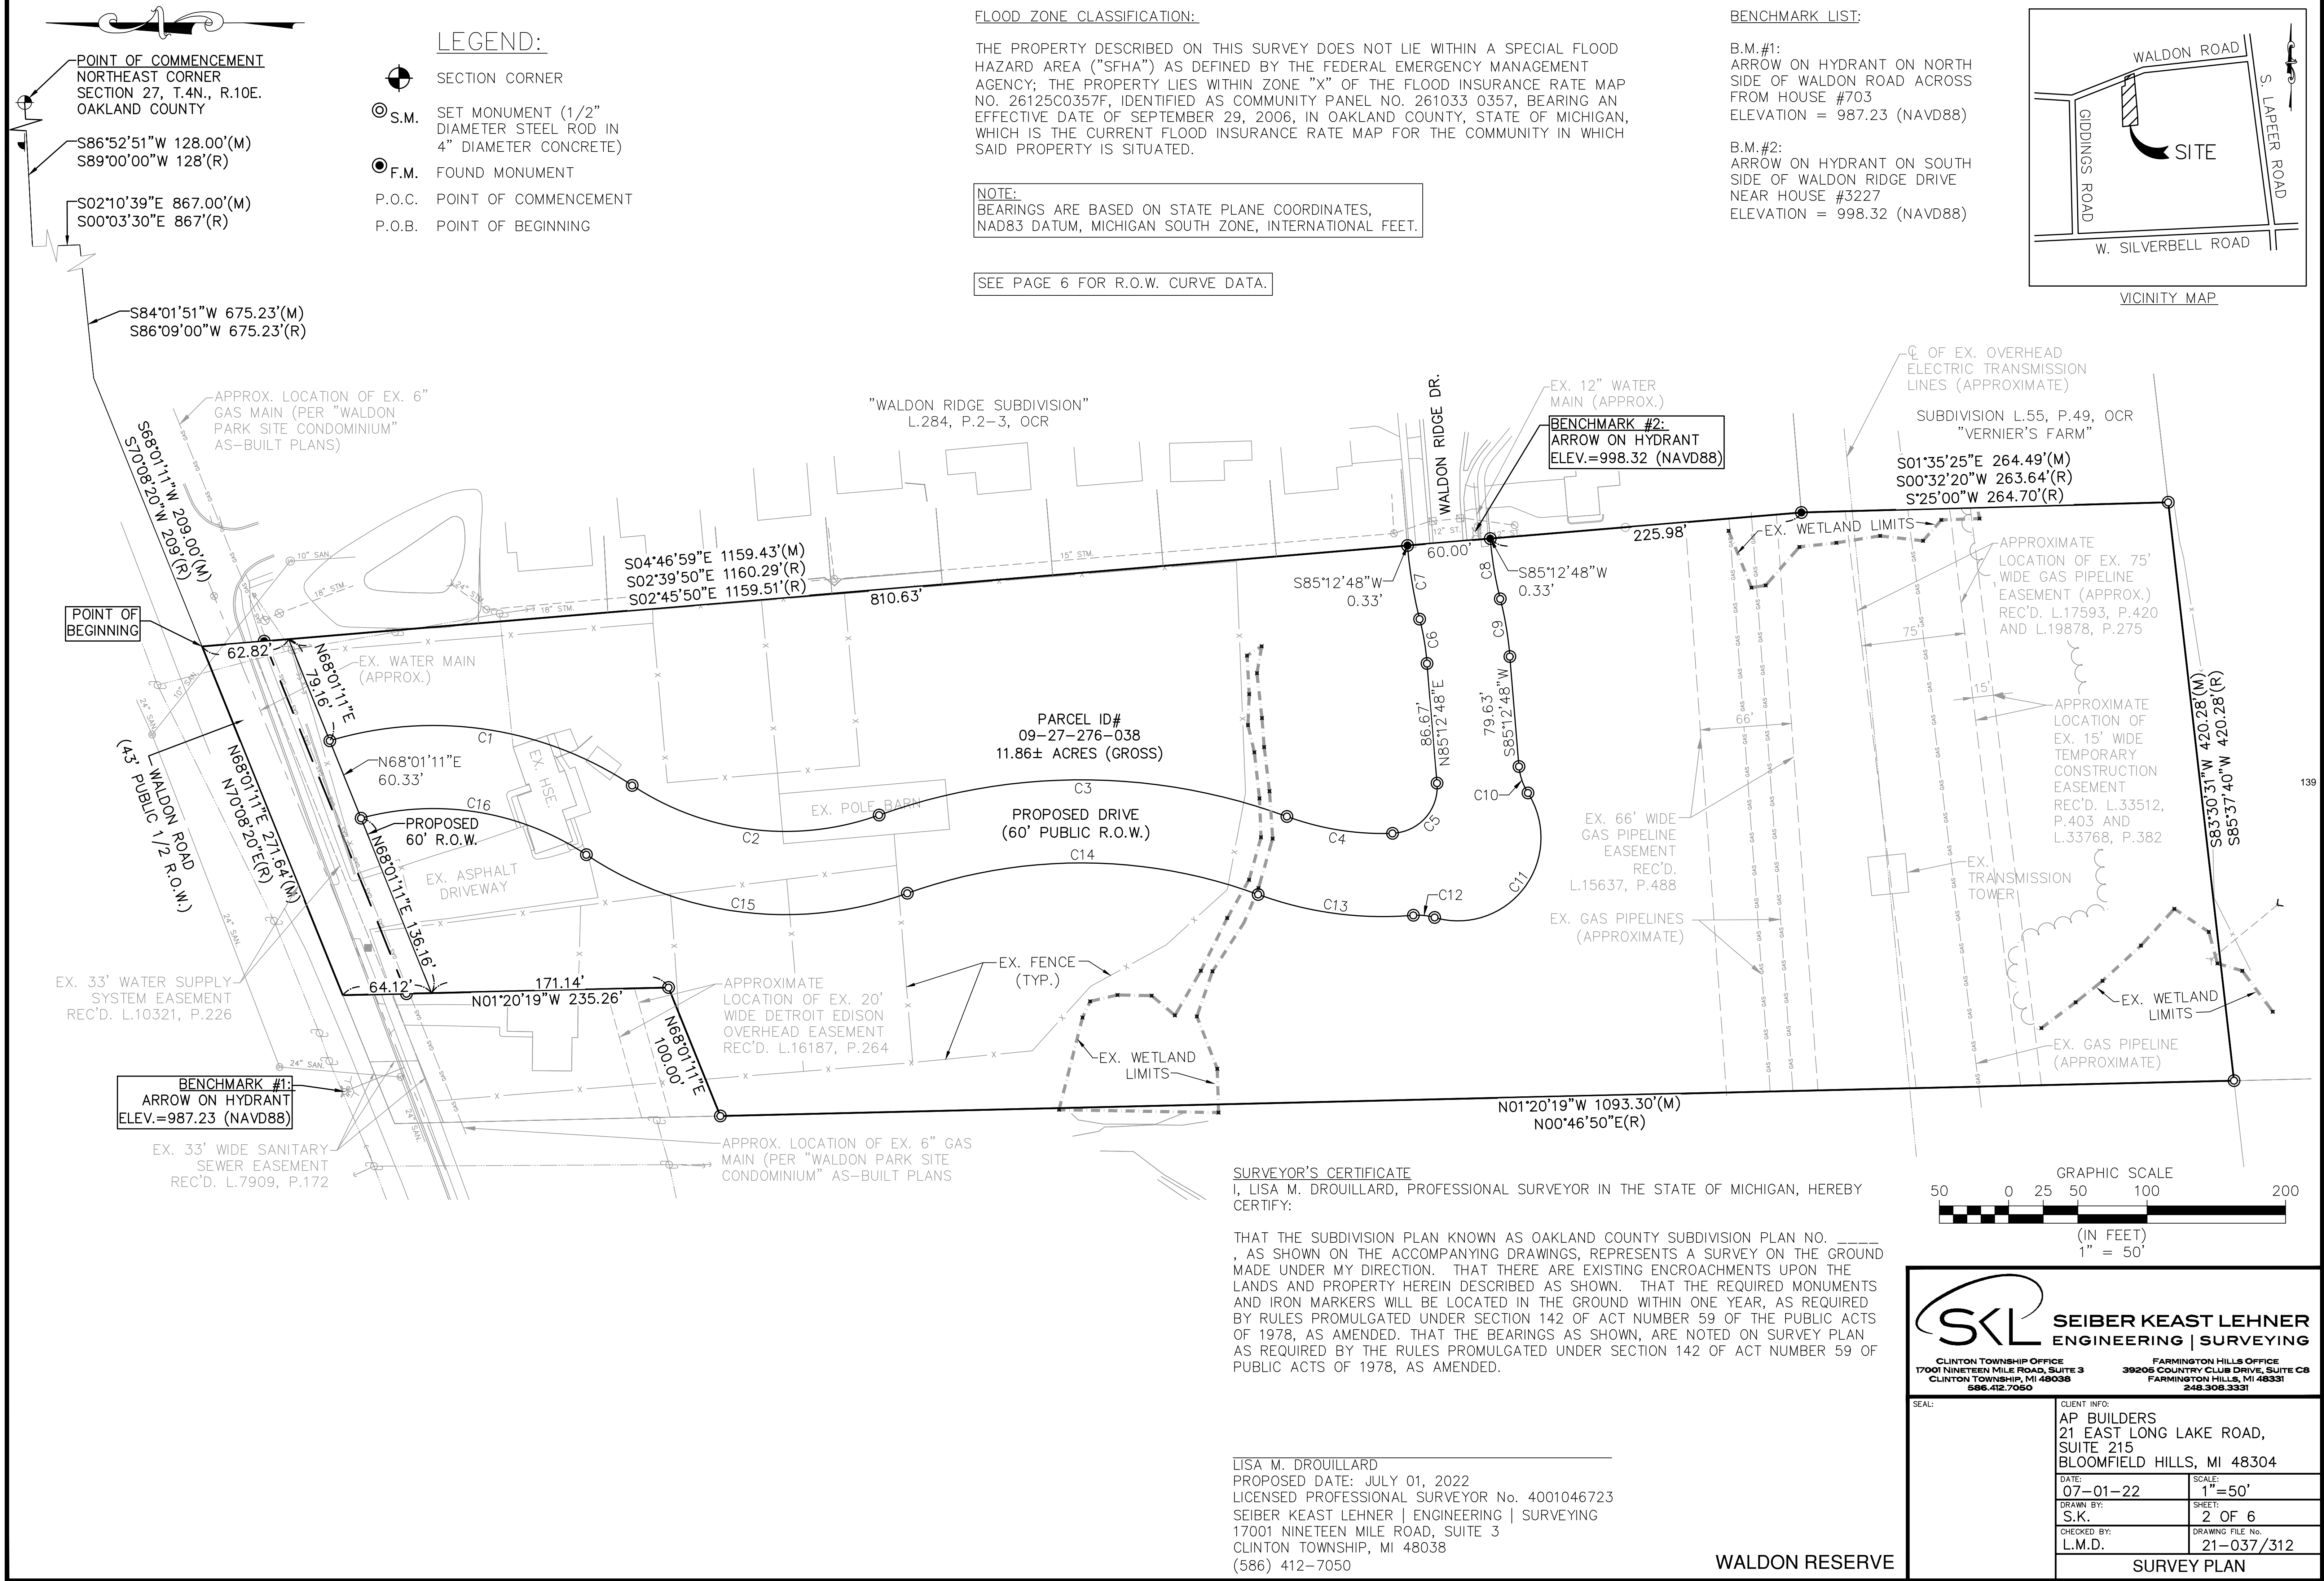 POINT OF COMMENCEMENT
NORTHEAST CORNER
SECTION 27, T.4N., R.10E.
OAKLAND COUNTY
S86°52'51"W 128.00'(M)
S89°00'00"W 128'(R)
S02°10'39"E 867.00'(M)
S00°03'30"E 867'(R)
S84°01'51"W 675.23'(M)
S86°09'00"W 675.23'(R)
LEGEND:
SECTION CORNER
S.M. SET MONUMENT (1/2"
DIAMETER STEEL ROD IN
4" DIAMETER CONCRETE)
F.M. FOUND MONUMENT
P.O.C. POINT OF COMMENCEMENT
P.O.B. POINT OF BEGINNING
FLOOD ZONE CLASSIFICATION:
THE PROPERTY DESCRIBED ON THIS SURVEY DOES NOT LIE WITHIN A SPECIAL FLOOD
HAZARD AREA ("SFHA") AS DEFINED BY THE FEDERAL EMERGENCY MANAGEMENT
AGENCY; THE PROPERTY LIES WITHIN ZONE "X" OF THE FLOOD INSURANCE RATE MAP
NO. 26125C0357F, IDENTIFIED AS COMMUNITY PANEL NO. 261033 0357, BEARING AN
EFFECTIVE DATE OF SEPTEMBER 29, 2006, IN OAKLAND COUNTY, STATE OF MICHIGAN,
WHICH IS THE CURRENT FLOOD INSURANCE RATE MAP FOR THE COMMUNITY IN WHICH
SAID PROPERTY IS SITUATED.
NOTE:
BEARINGS ARE BASED ON STATE PLANE COORDINATES,
NAD83 DATUM, MICHIGAN SOUTH ZONE, INTERNATIONAL FEET.
SEE PAGE 6 FOR R.O.W. CURVE DATA.
BENCHMARK LIST:
B.M.#1:
ARROW ON HYDRANT ON NORTH
SIDE OF WALDON ROAD ACROSS
FROM HOUSE #703
ELEVATION = 987.23 (NAVD88)
B.M.#2:
ARROW ON HYDRANT ON SOUTH
SIDE OF WALDON RIDGE DRIVE
NEAR HOUSE #3227
ELEVATION = 998.32 (NAVD88)
WALDON ROAD
S. LAPEER ROAD
GIDDINGS ROAD
SITE
W. SILVERBELL ROAD
VICINITY MAP
APPROX. LOCATION OF EX. 6"
GAS MAIN (PER "WALDON
PARK SITE CONDOMINIUM"
AS-BUILT PLANS)
S68°01'11"W 209.00'(M)
S70°08'20"W 209'(R)
"WALDON RIDGE SUBDIVISION"
L.284, P.2-3, OCR
WALDON RIDGE DR.
EX. 12" WATER
MAIN (APPROX.)
BENCHMARK #2:
ARROW ON HYDRANT
ELEV.=998.32 (NAVD88)
℄ OF EX. OVERHEAD
ELECTRIC TRANSMISSION
LINES (APPROXIMATE)
SUBDIVISION L.55, P.49, OCR
"VERNIER'S FARM"
S01°35'25"E 264.49'(M)
S00°32'20"W 263.64'(R)
S°25'00"W 264.70'(R)
S04°46'59"E 1159.43'(M)
S02°39'50"E 1160.29'(R)
S02°45'50"E 1159.51'(R)
810.63'
60.00'
225.98'
10" SAN.
18" STM.
24" STM.
18" STM.
15" STM.
12" ST.
12"
POINT OF
BEGINNING
62.82'
N68°01'11"E
79.16'
EX. WATER MAIN
(APPROX.)
S85°12'48"W
0.33'
S85°12'48"W
0.33'
C7
C6
C8
C9
N85°12'48"E
86.67'
S85°12'48"W
79.63'
EX. WETLAND LIMITS
APPROXIMATE
LOCATION OF EX. 75'
WIDE GAS PIPELINE
EASEMENT (APPROX.)
REC'D. L.17593, P.420
AND L.19878, P.275
75'
15'
66'
APPROXIMATE
LOCATION OF
EX. 15' WIDE
TEMPORARY
CONSTRUCTION
EASEMENT
REC'D. L.33512,
P.403 AND
L.33768, P.382
S83°30'31"W 420.28'(M)
S85°37'40"W 420.28'(R)
139
10" SAN.
24" SAN.
WALDON ROAD
(43' PUBLIC 1/2 R.O.W.)
N68°01'11"E 271.64'(M)
N70°08'20"E(R)
N68°01'11"E
60.33'
PROPOSED
60' R.O.W.
N68°01'11"E 136.16'
C1
C16
EX. HSE.
EX. ASPHALT
DRIVEWAY
C2
C15
EX. POLE BARN
PARCEL ID#
09-27-276-038
11.86± ACRES (GROSS)
C3
PROPOSED DRIVE
(60' PUBLIC R.O.W.)
C14
C4
C5
C10
C11
C12
C13
EX. 66' WIDE
GAS PIPELINE
EASEMENT
REC'D.
L.15637, P.488
EX. GAS PIPELINES
(APPROXIMATE)
EX.
TRANSMISSION
TOWER
EX. WETLAND
LIMITS
EX. GAS PIPELINE
(APPROXIMATE)
24" SAN.
EX. 33' WATER SUPPLY
SYSTEM EASEMENT
REC'D. L.10321, P.226
64.12'
171.14'
N01°20'19"W 235.26'
N68°01'11"E
100.00'
APPROXIMATE
LOCATION OF EX. 20'
WIDE DETROIT EDISON
OVERHEAD EASEMENT
REC'D. L.16187, P.264
EX. FENCE
(TYP.)
EX. WETLAND
LIMITS
24" SAN.
24" SAN.
BENCHMARK #1:
ARROW ON HYDRANT
ELEV.=987.23 (NAVD88)
EX. 33' WIDE SANITARY
SEWER EASEMENT
REC'D. L.7909, P.172
APPROX. LOCATION OF EX. 6" GAS
MAIN (PER "WALDON PARK SITE
CONDOMINIUM" AS-BUILT PLANS
N01°20'19"W 1093.30'(M)
N00°46'50"E(R)
SURVEYOR'S CERTIFICATE
I, LISA M. DROUILLARD, PROFESSIONAL SURVEYOR IN THE STATE OF MICHIGAN, HEREBY
CERTIFY:
THAT THE SUBDIVISION PLAN KNOWN AS OAKLAND COUNTY SUBDIVISION PLAN NO. ____
, AS SHOWN ON THE ACCOMPANYING DRAWINGS, REPRESENTS A SURVEY ON THE GROUND
MADE UNDER MY DIRECTION. THAT THERE ARE EXISTING ENCROACHMENTS UPON THE
LANDS AND PROPERTY HEREIN DESCRIBED AS SHOWN. THAT THE REQUIRED MONUMENTS
AND IRON MARKERS WILL BE LOCATED IN THE GROUND WITHIN ONE YEAR, AS REQUIRED
BY RULES PROMULGATED UNDER SECTION 142 OF ACT NUMBER 59 OF THE PUBLIC ACTS
OF 1978, AS AMENDED. THAT THE BEARINGS AS SHOWN, ARE NOTED ON SURVEY PLAN
AS REQUIRED BY THE RULES PROMULGATED UNDER SECTION 142 OF ACT NUMBER 59 OF
PUBLIC ACTS OF 1978, AS AMENDED.
LISA M. DROUILLARD
PROPOSED DATE: JULY 01, 2022
LICENSED PROFESSIONAL SURVEYOR No. 4001046723
SEIBER KEAST LEHNER | ENGINEERING | SURVEYING
17001 NINETEEN MILE ROAD, SUITE 3
CLINTON TOWNSHIP, MI 48038
(586) 412-7050
WALDON RESERVE
GRAPHIC SCALE
50 0 25 50 100 200
(IN FEET)
1" = 50'
SKL
SEIBER KEAST LEHNER
ENGINEERING | SURVEYING
CLINTON TOWNSHIP OFFICE
17001 NINETEEN MILE ROAD, SUITE 3
CLINTON TOWNSHIP, MI 48038
586.412.7050
FARMINGTON HILLS OFFICE
39205 COUNTRY CLUB DRIVE, SUITE C8
FARMINGTON HILLS, MI 48331
248.308.3331
SEAL:
CLIENT INFO:
AP BUILDERS
21 EAST LONG LAKE ROAD,
SUITE 215
BLOOMFIELD HILLS, MI 48304
DATE:
07-01-22
SCALE:
1"=50'
DRAWN BY:
S.K.
SHEET:
2 OF 6
CHECKED BY:
L.M.D.
DRAWING FILE No.
21-037/312
SURVEY PLAN